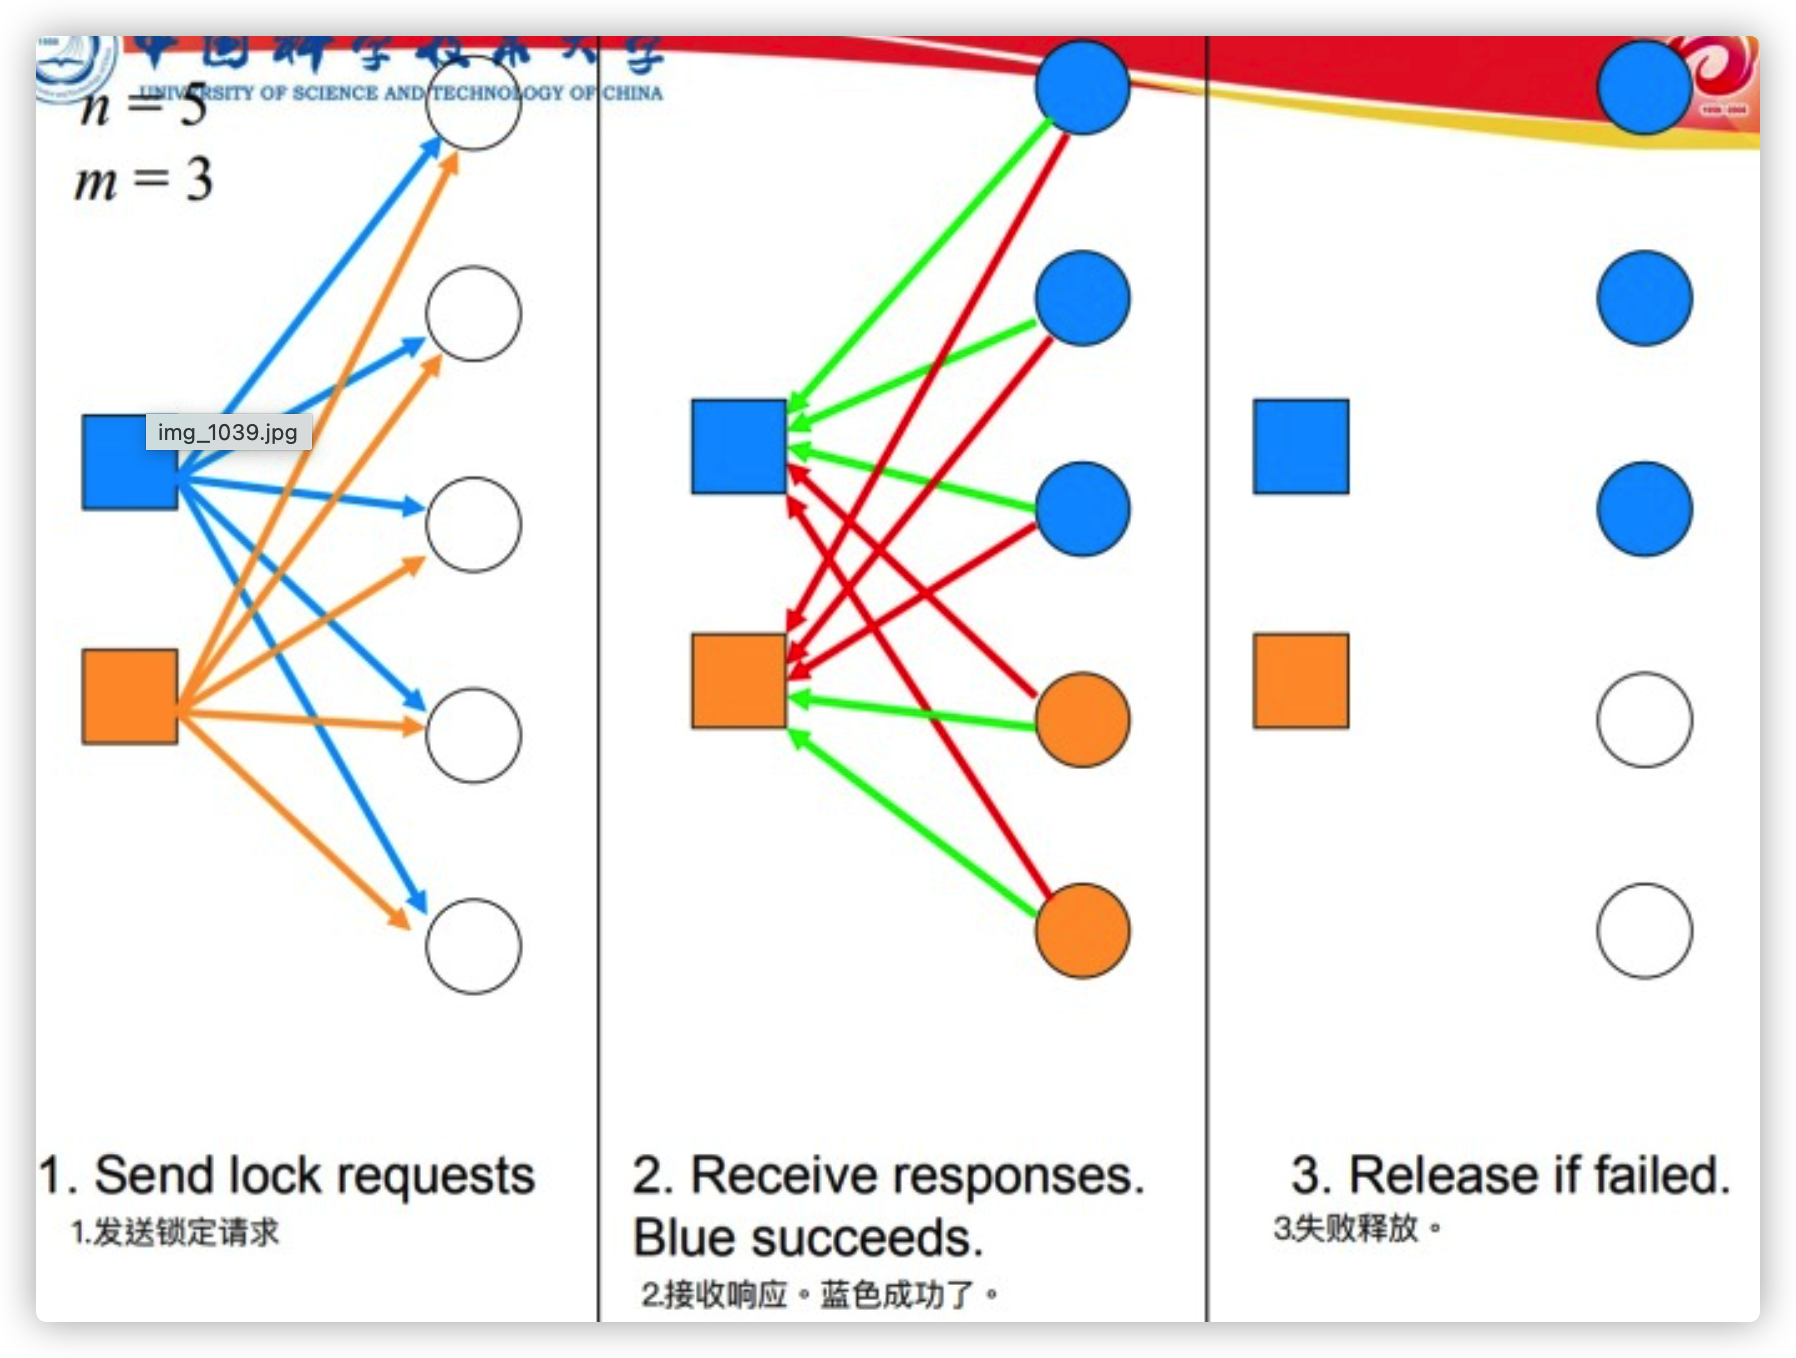 中国科学技术大学
UNIVERSITY OF SCIENCE AND TECHNOLOGY OF CHINA
n = 5
m = 3
img_1039.jpg
1. Send lock requests
1.发送锁定请求
2. Receive responses.
Blue succeeds.
2.接收响应。蓝色成功了。
3. Release if failed.
3.失败释放。